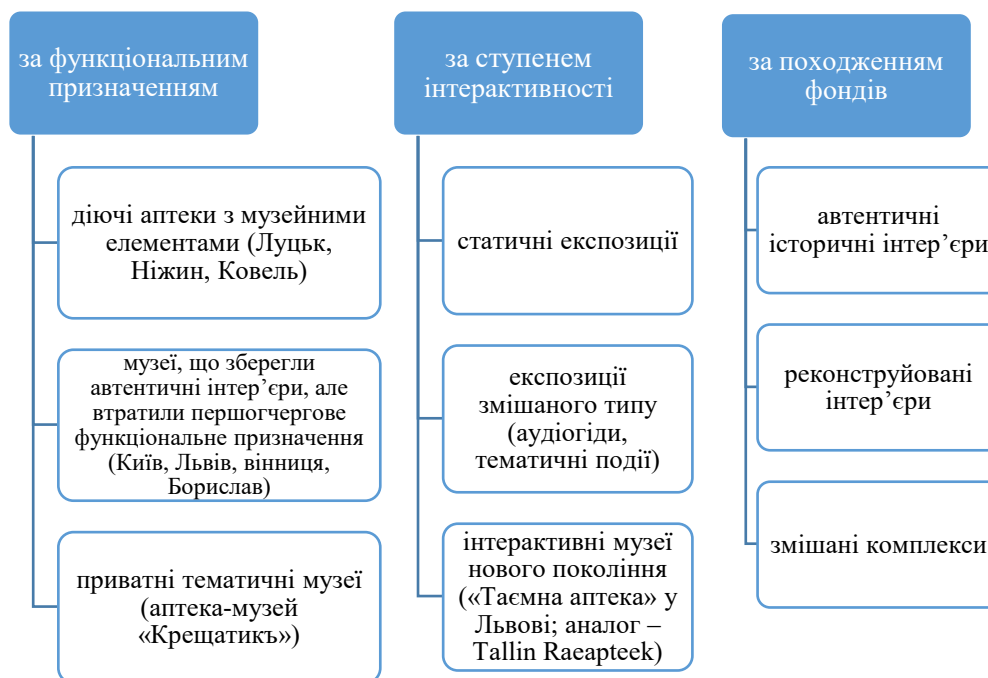 за функціональним
призначенням
діючі аптеки з музейними
елементами (Луцьк,
Ніжин, Ковель)
музеї, що зберегли
автентичні інтер’єри, але
втратили першогчергове
функціональне призначення
(Київ, Львів, вінниця,
Борислав)
приватні тематичні музеї
(аптека-музей
«Крещатикъ»)
за ступенем
інтерактивності
статичні експозиції
експозиції
змішаного типу
(аудіогіди,
тематичні події)
інтерактивні музеї
нового покоління
(«Таємна аптека» у
Львові; аналог –
Tallin Raeapteek)
за походженням
фондів
автентичні
історичні інтер’єри
реконструйовані
інтер’єри
змішані комплекси